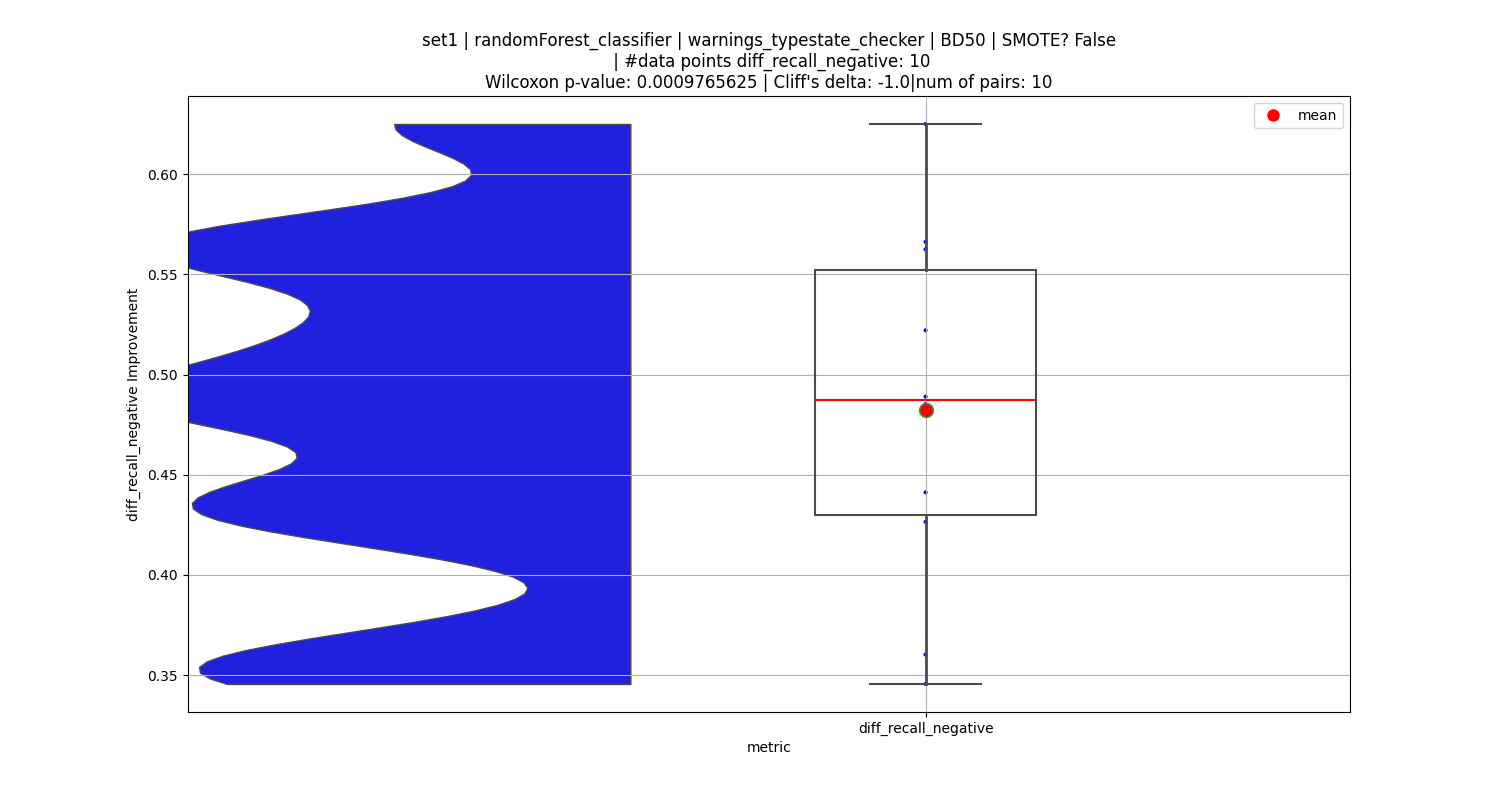 set1 | randomForest_classifier | warnings_typestate_checker | BD50 | SMOTE? False
| #data points diff_recall_negative: 10
Wilcoxon p-value: 0.0009765625 | Cliff's delta: -1.0|num of pairs: 10
mean
0.60
0.55
0.50
0.45
0.40
0.35
diff_recall_negative Improvement
diff_recall_negative
metric